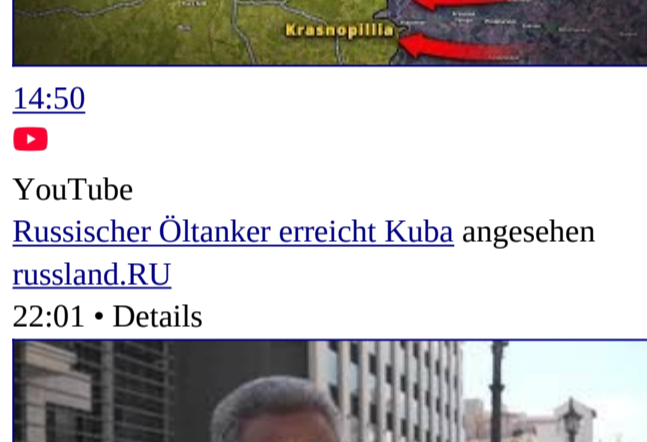 Krasnopillia
14:50
YouTube
Russischer Öltanker erreicht Kuba angesehen
russland.RU
22:01 • Details